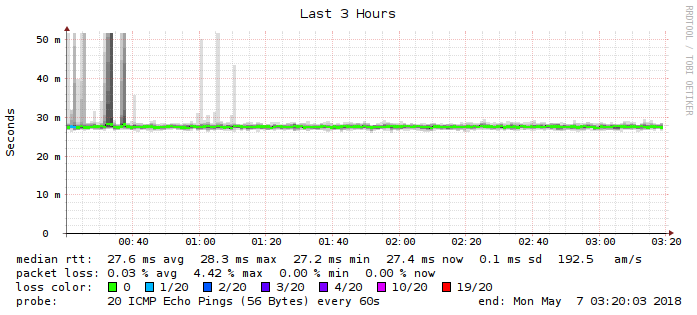 Last 3 Hours
RRDTOOL / TOBI OETIKER
Seconds
50 m
40 m
30 m
20 m
10 m
0
00:40 01:00 01:20 01:40 02:00 02:20 02:40 03:00 03:20
median rtt: 27.6 ms avg 28.3 ms max 27.2 ms min 27.4 ms now 0.1 ms sd 192.5 am/s
packet loss: 0.03 % avg 4.42 % max 0.00 % min 0.00 % now
loss color: 0 1/20 2/20 3/20 4/20 10/20 19/20
probe: 20 ICMP Echo Pings (56 Bytes) every 60s end: Mon May 7 03:20:03 2018